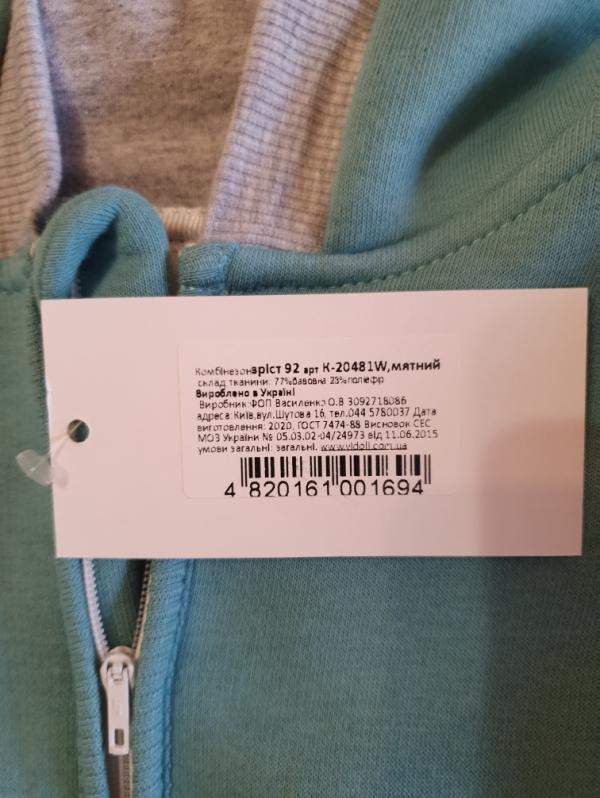 Комбінезон зріст 92 арт К-20481W,мятний
склад тканини: 77%бавовна 23%поліефір
Вироблено в Україні
Виробник:ФОП Василенко О.В 3092718086
адреса:Київ,вул.Шутова 16, тел.044 5780037 Дата
виготовлення: 2020, ГОСТ 7474-88 Висновок СЕС
МОЗ України № 05.03.02-04/24973 від 11.06.2015
умови загальні: загальні. www.vidoli.com.ua
4 820161 001694